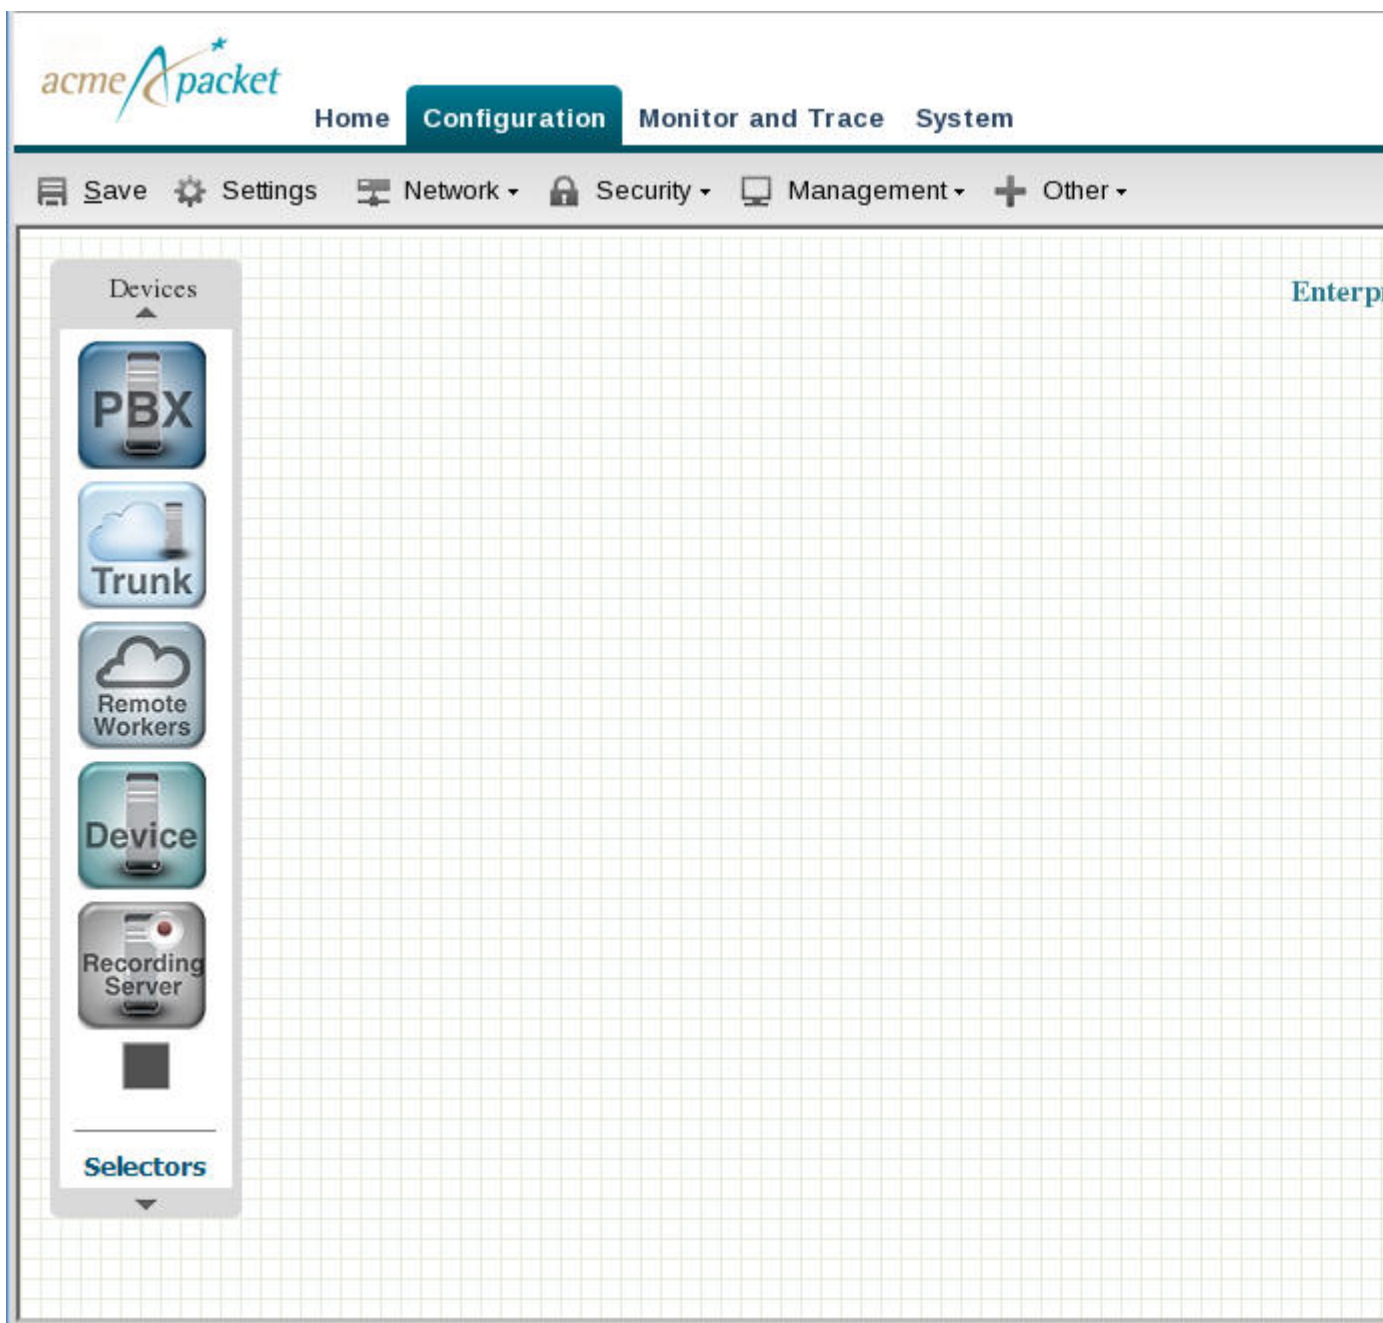 acme packet
Home Configuration Monitor and Trace System
Save Settings Network Security Management Other
Devices
PBX
Trunk
Remote
Workers
Device
Recording
Server
Selectors